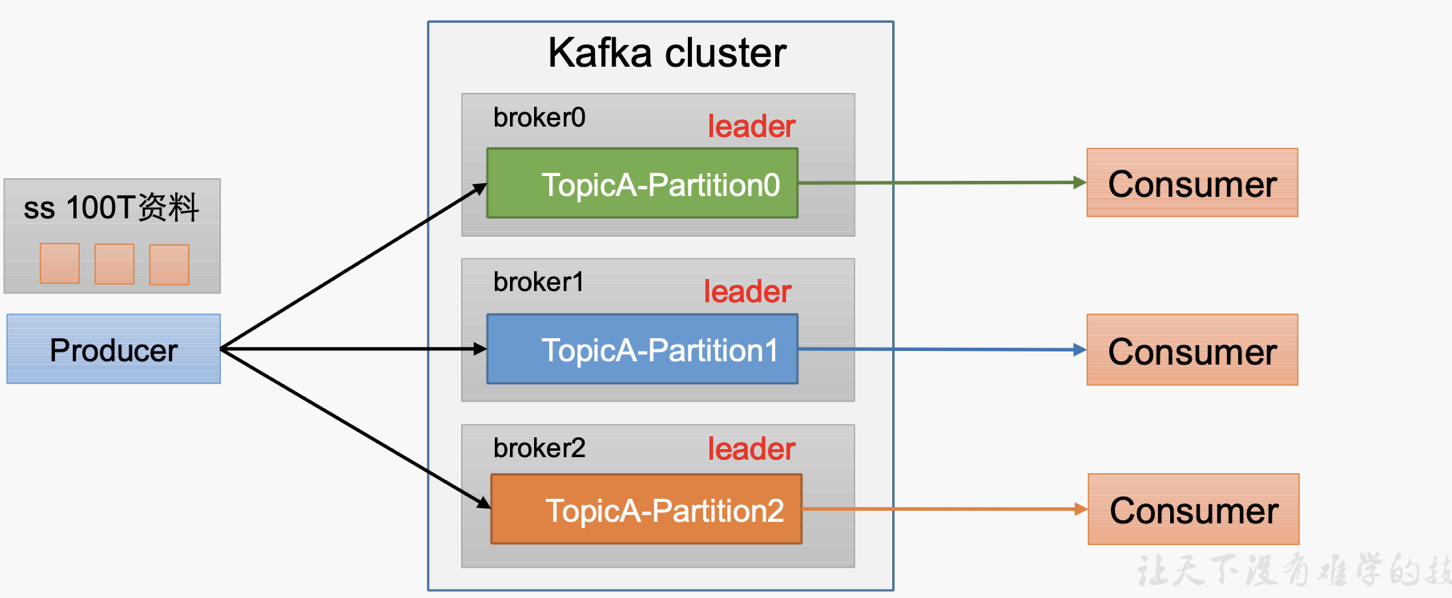 Kafka cluster
broker0
leader
TopicA-Partition0
Consumer
ss 100T资料
Producer
broker1
leader
TopicA-Partition1
Consumer
broker2
leader
TopicA-Partition2
Consumer
让天下没有难学的技